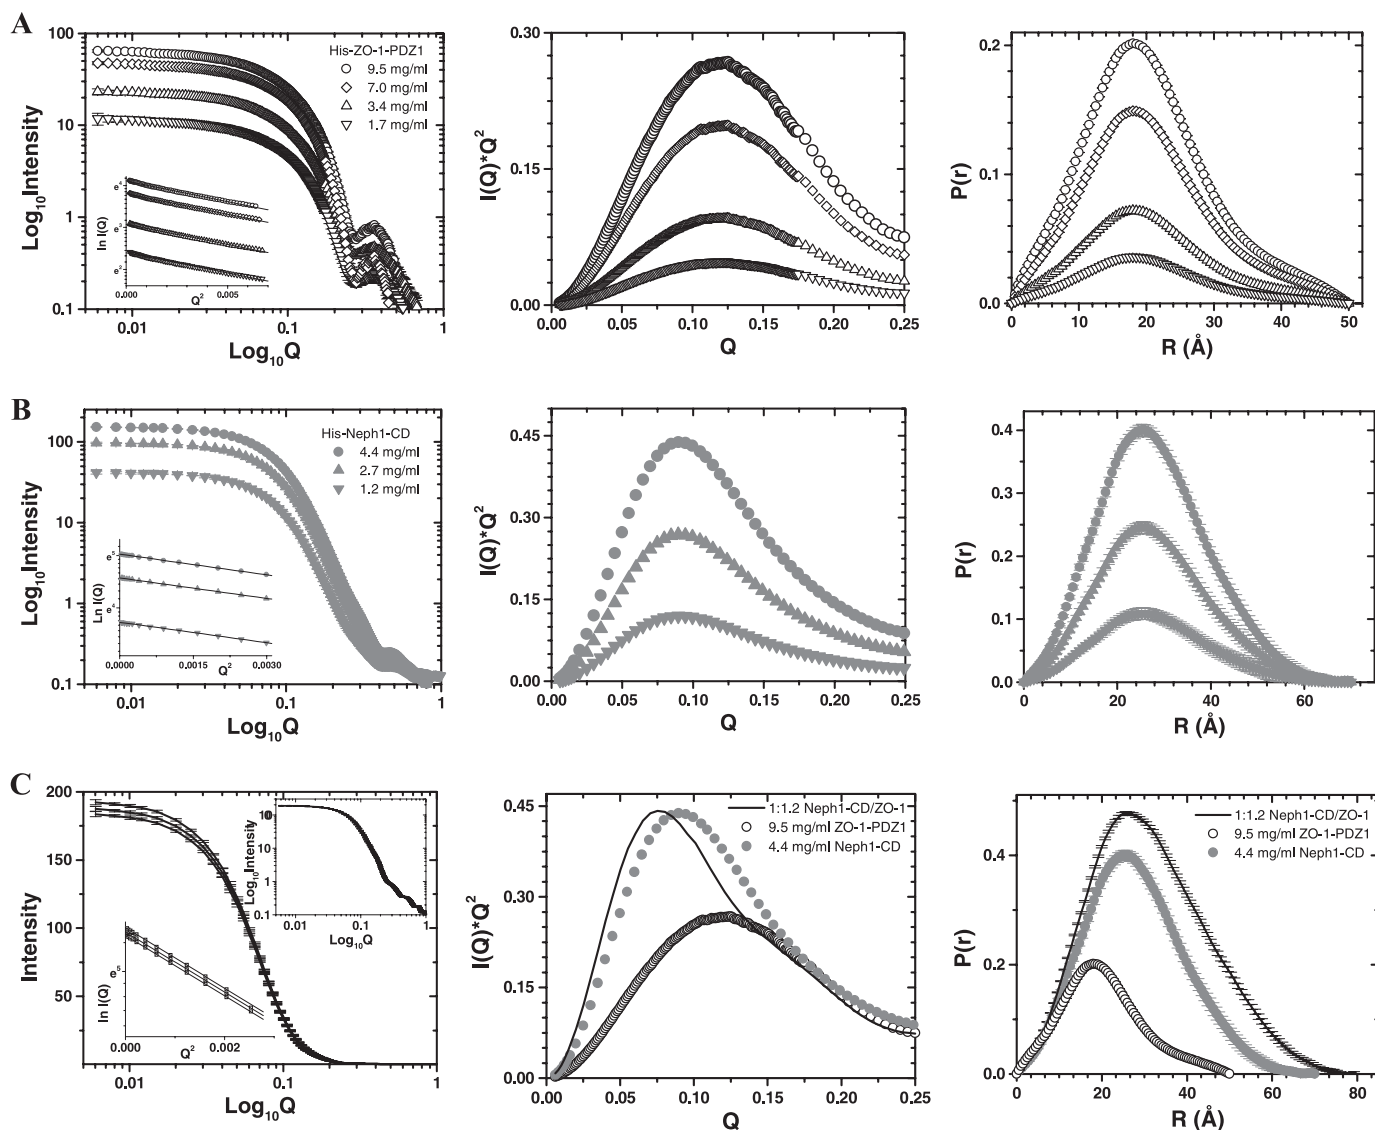 A
Log10Intensity
100
10
1
0.1
His-ZO-1-PDZ1
9.5 mg/ml
7.0 mg/ml
3.4 mg/ml
1.7 mg/ml
ln I(Q)
e4
e3
e2
0.000
0.005
Q2
0.01
0.1
1
Log10Q
I(Q)*Q2
0.30
0.15
0.00
0.00
0.05
0.10
0.15
0.20
0.25
Q
P(r)
0.2
0.1
0.0
0
10
20
30
40
50
R (Å)
B
Log10Intensity
100
10
1
0.1
His-Neph1-CD
4.4 mg/ml
2.7 mg/ml
1.2 mg/ml
Ln I(Q)
e5
e4
0.0000
0.0015
0.0030
Q2
0.01
0.1
1
Log10Q
I(Q)*Q2
0.45
0.30
0.15
0.00
0.00
0.05
0.10
0.15
0.20
0.25
Q
P(r)
0.4
0.3
0.2
0.1
0.0
0
20
40
60
R (Å)
C
Intensity
200
150
100
50
Log10Intensity
100
10
1
0.1
0.01
0.1
1
Log10Q
ln I(Q)
e5
0.000
0.002
Q2
0.01
0.1
1
Log10Q
I(Q)*Q2
0.45
0.30
0.15
0.00
1:1.2 Neph1-CD/ZO-1
9.5 mg/ml ZO-1-PDZ1
4.4 mg/ml Neph1-CD
0.00
0.05
0.10
0.15
0.20
0.25
Q
P(r)
0.4
0.2
0.0
1:1.2 Neph1-CD/ZO-1
9.5 mg/ml ZO-1-PDZ1
4.4 mg/ml Neph1-CD
0
20
40
60
80
R (Å)